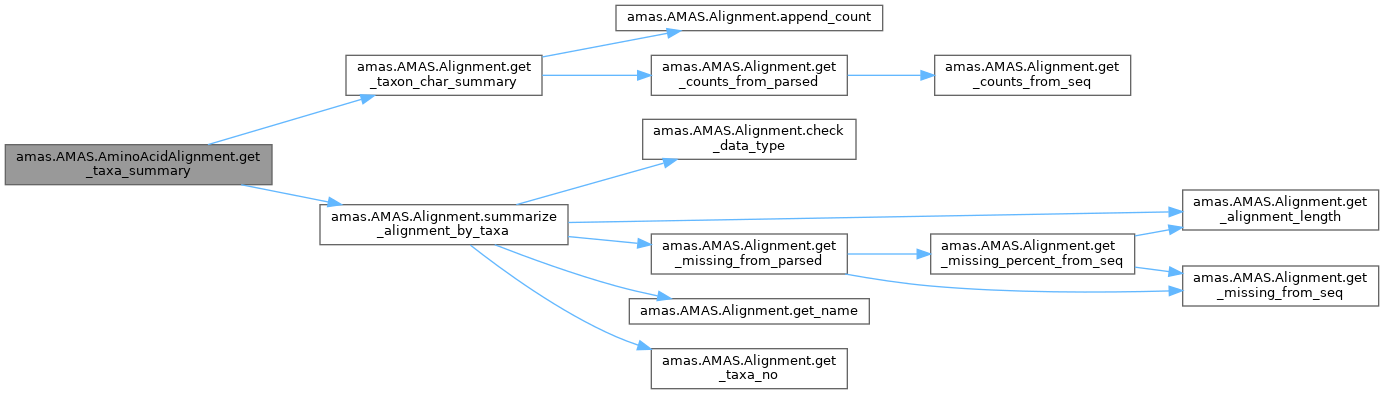 amas.AMAS.Alignment.append_count
amas.AMAS.Alignment.get
_taxon_char_summary
amas.AMAS.Alignment.get
_counts_from_parsed
amas.AMAS.Alignment.get
_counts_from_seq
amas.AMAS.Alignment.check
_data_type
amas.AMAS.AminoAcidAlignment.get
_taxa_summary
amas.AMAS.Alignment.summarize
_alignment_by_taxa
amas.AMAS.Alignment.get
_alignment_length
amas.AMAS.Alignment.get
_missing_from_parsed
amas.AMAS.Alignment.get
_missing_percent_from_seq
amas.AMAS.Alignment.get
_missing_from_seq
amas.AMAS.Alignment.get_name
amas.AMAS.Alignment.get
_taxa_no